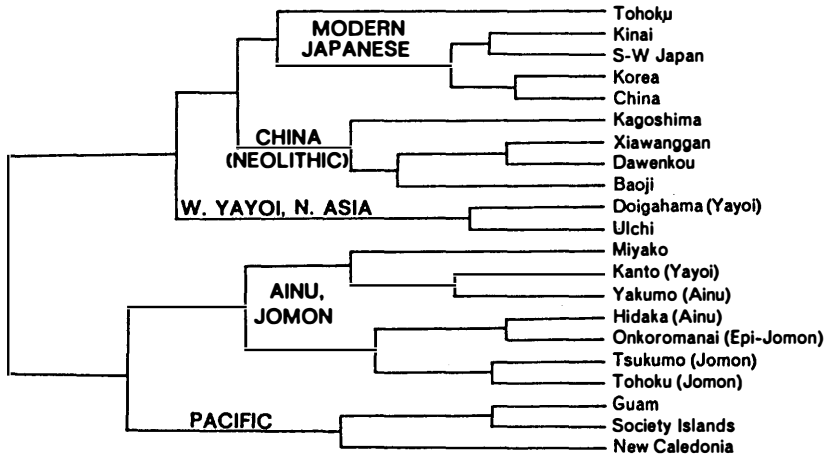 Tohoku
MODERN
JAPANESE
Kinai
S-W Japan
Korea
China
Kagoshima
CHINA
(NEOLITHIC)
Xiawanggan
Dawenkou
Baoji
W. YAYOI, N. ASIA
Doigahama (Yayoi)
Ulchi
Miyako
Kanto (Yayoi)
AINU,
JOMON
Yakumo (Ainu)
Hidaka (Ainu)
Onkoromanai (Epi-Jomon)
Tsukumo (Jomon)
Tohoku (Jomon)
PACIFIC
Guam
Society Islands
New Caledonia